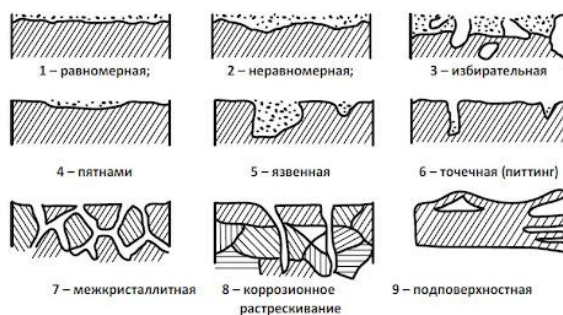 1 – равномерная;
2 – неравномерная;
3 – избирательная
4 – пятнами
5 – язвенная
6 – точечная (питтинг)
7 – межкристаллитная
8 – коррозионное
растрескивание
9 – подповерхностная